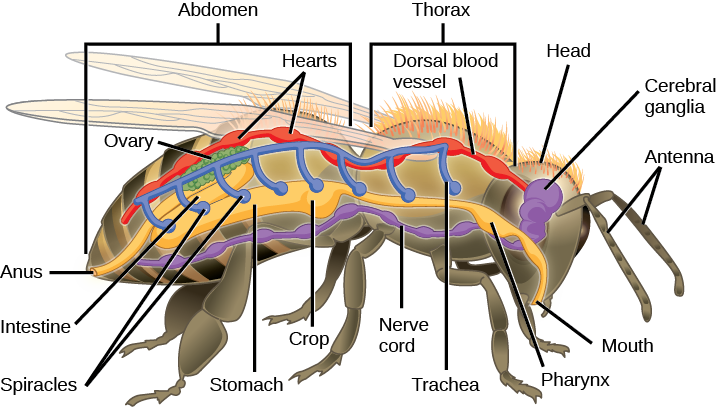 Abdomen
Thorax
Hearts
Dorsal blood
vessel
Head
Cerebral
ganglia
Ovary
Antenna
Anus
Intestine
Spiracles
Stomach
Crop
Nerve
cord
Trachea
Pharynx
Mouth